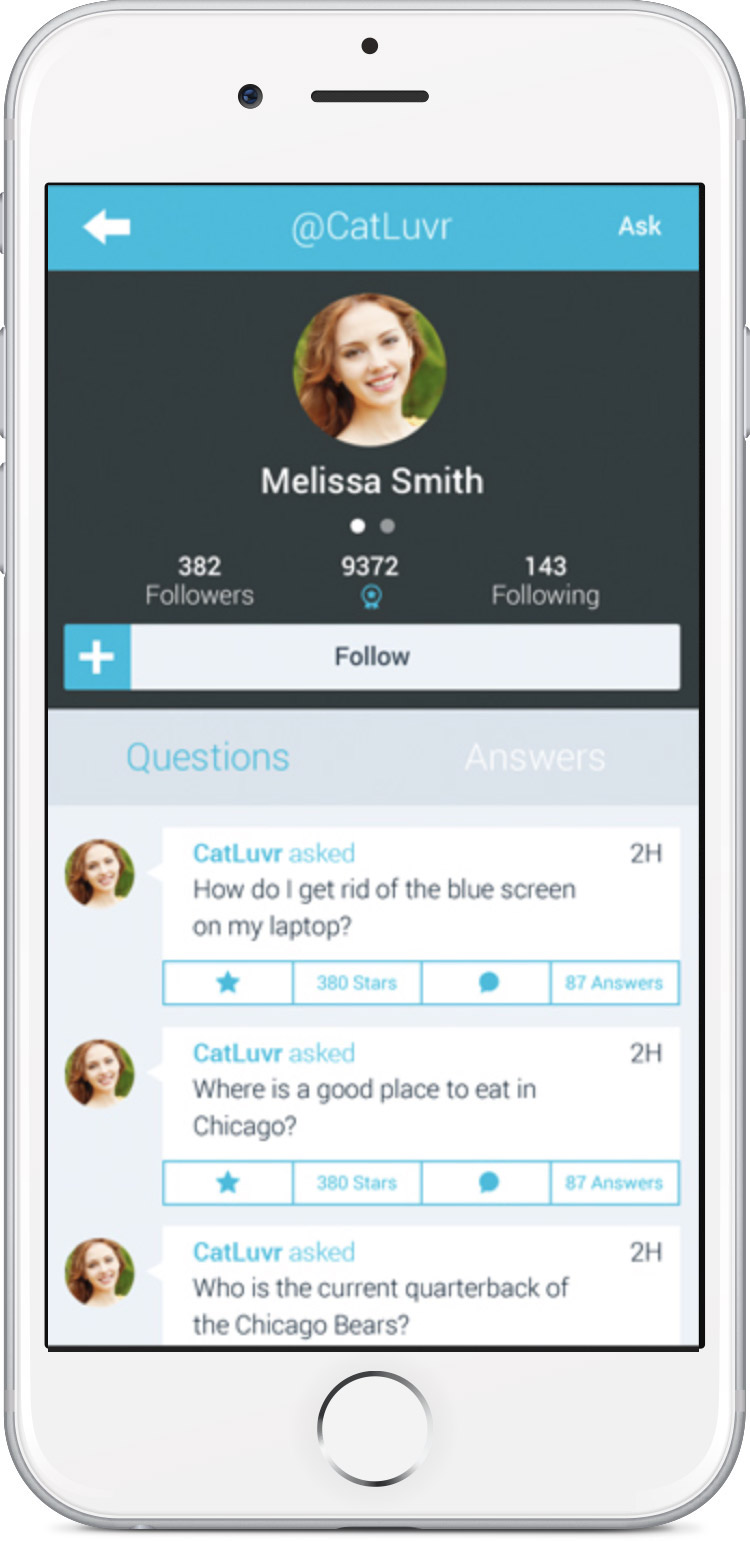 @CatLuvr
Ask
Melissa Smith
382
9372
143
Followers
Following
Follow
Questions
Answers
CatLuvr asked
2H
How do I get rid of the blue screen
on my laptop?
380 Stars
87 Answers
CatLuvr asked
2H
Where is a good place to eat in
Chicago?
380 Stars
87 Answers
CatLuvr asked
2H
Who is the current quarterback of
the Chicago Bears?